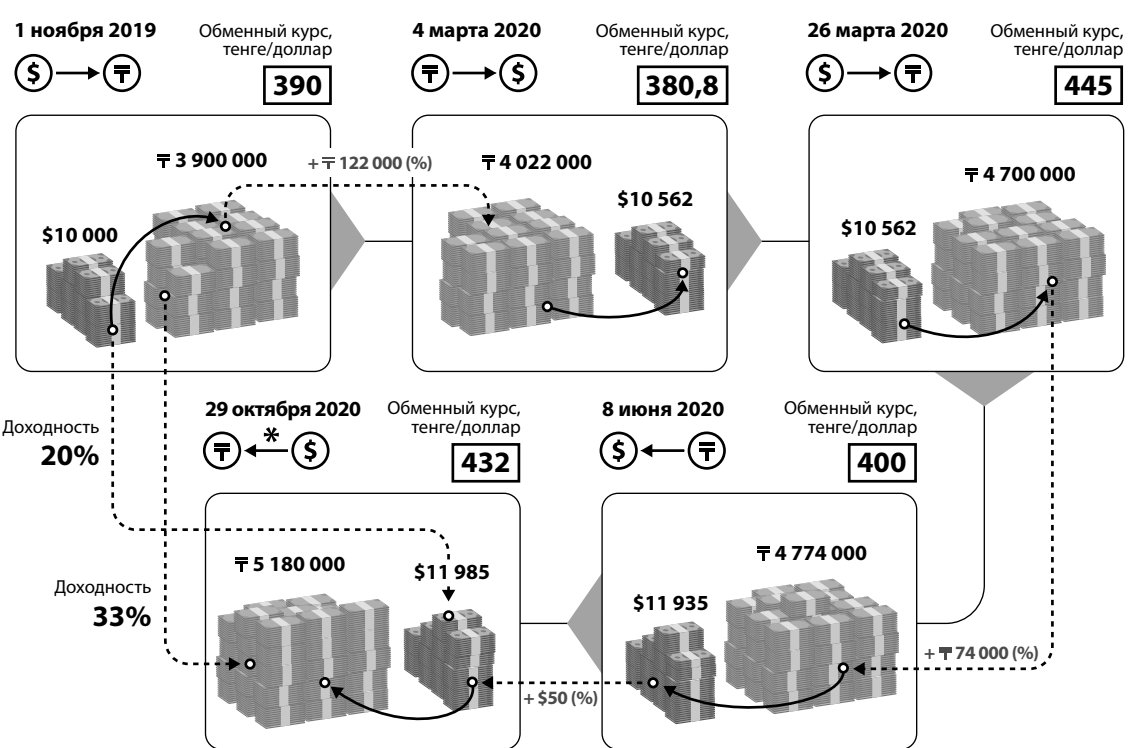 1 ноября 2019
Обменный курс,
тенге/доллар
$ ₸
390
₸ 3 900 000
$10 000
+ ₸ 122 000 (%)
4 марта 2020
Обменный курс,
тенге/доллар
₸ $
380,8
₸ 4 022 000
$10 562
26 марта 2020
Обменный курс,
тенге/доллар
$ ₸
445
₸ 4 700 000
$10 562
Доходность
20%
Доходность
33%
29 октября 2020
Обменный курс,
тенге/доллар
₸ * $
432
₸ 5 180 000
$11 985
+ $50 (%)
8 июня 2020
Обменный курс,
тенге/доллар
$ ₸
400
₸ 4 774 000
$11 935
+ ₸ 74 000 (%)